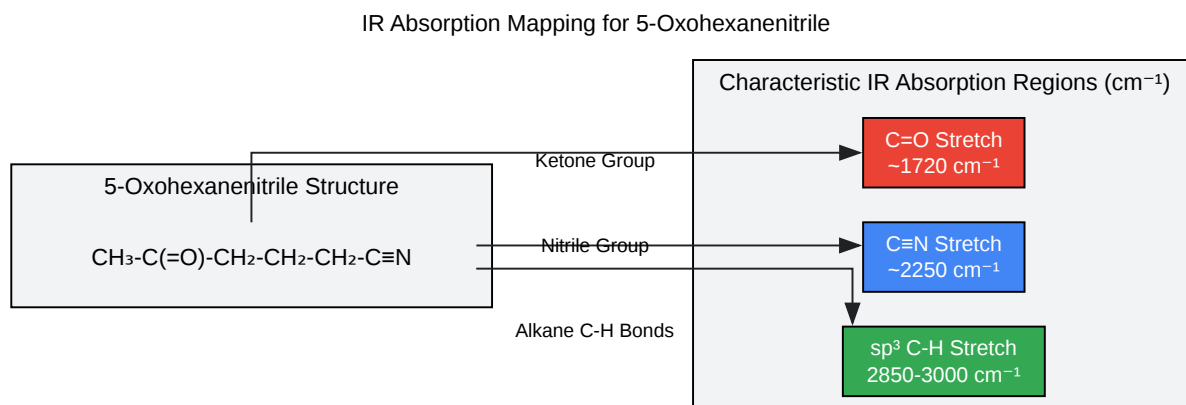 IR Absorption Mapping for 5-Oxohexanenitrile
Characteristic IR Absorption Regions (cm⁻¹)
C=O Stretch
~1720 cm⁻¹
Ketone Group
5-Oxohexanenitrile Structure
CH₃-C(=O)-CH₂-CH₂-CH₂-C≡N
Nitrile Group
C≡N Stretch
~2250 cm⁻¹
Alkane C-H Bonds
sp³ C-H Stretch
2850-3000 cm⁻¹